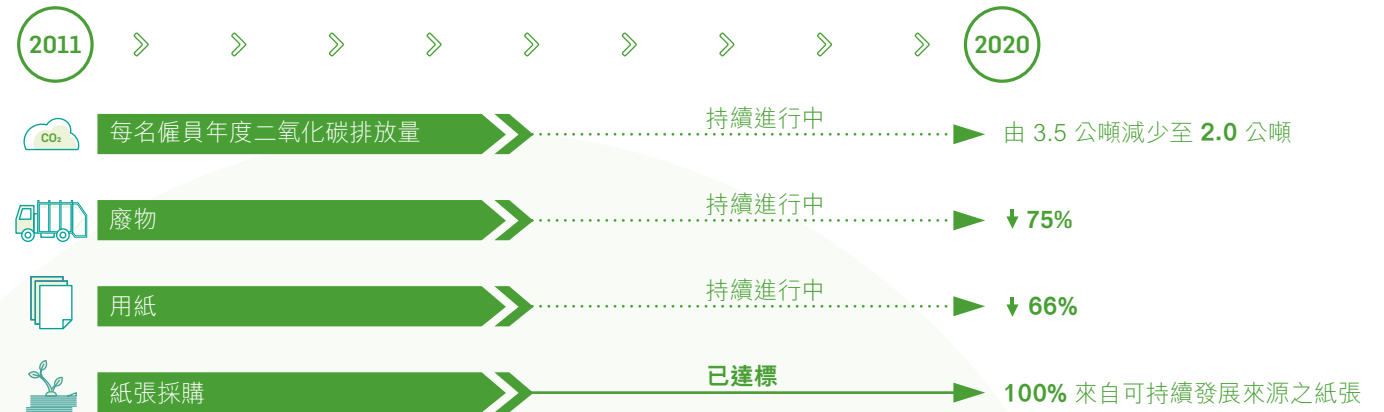 2011
2020
CO₂
每名僱員年度二氧化碳排放量
持續進行中
由 3.5 公噸減少至 2.0 公噸
廢物
持續進行中
75%
用紙
持續進行中
66%
紙張採購
已達標
100% 來自可持續發展來源之紙張